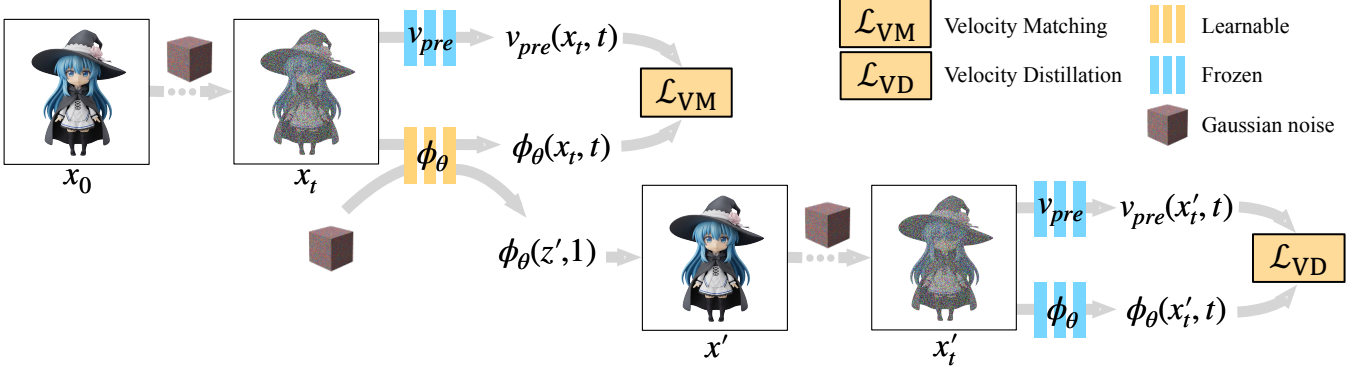 v_pre
v_pre(x_t, t)
ℒ_VM
ϕ_θ
ϕ_θ(x_t, t)
x_0
x_t
ϕ_θ(z′,1)
ℒ_VM Velocity Matching
ℒ_VD Velocity Distillation
Learnable
Frozen
Gaussian noise
v_pre
v_pre(x′_t, t)
ℒ_VD
ϕ_θ
ϕ_θ(x′_t, t)
x′
x′_t